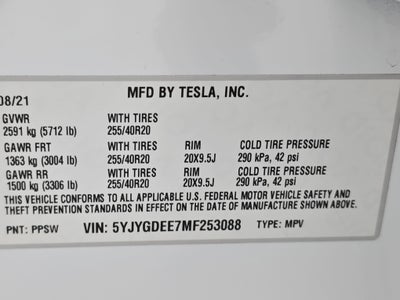 MFD BY TESLA, INC.
08/21
GVWR WITH TIRES
2591 kg (5712 lb) 255/40R20
GAWR FRT WITH TIRES RIM COLD TIRE PRESSURE
1363 kg (3004 lb) 255/40R20 20X9.5J 290 kPa, 42 psi
GAWR RR WITH TIRES RIM COLD TIRE PRESSURE
1500 kg (3306 lb) 255/40R20 20X9.5J 290 kPa, 42 psi
THIS VEHICLE CONFORMS TO ALL APPLICABLE U.S. FEDERAL MOTOR VEHICLE SAFETY AND
THEFT PREVENTION STANDARDS IN EFFECT ON THE DATE OF MANUFACTURE SHOWN ABOVE.
PNT: PPSW VIN: 5YJYGDEE7MF253088 TYPE: MPV